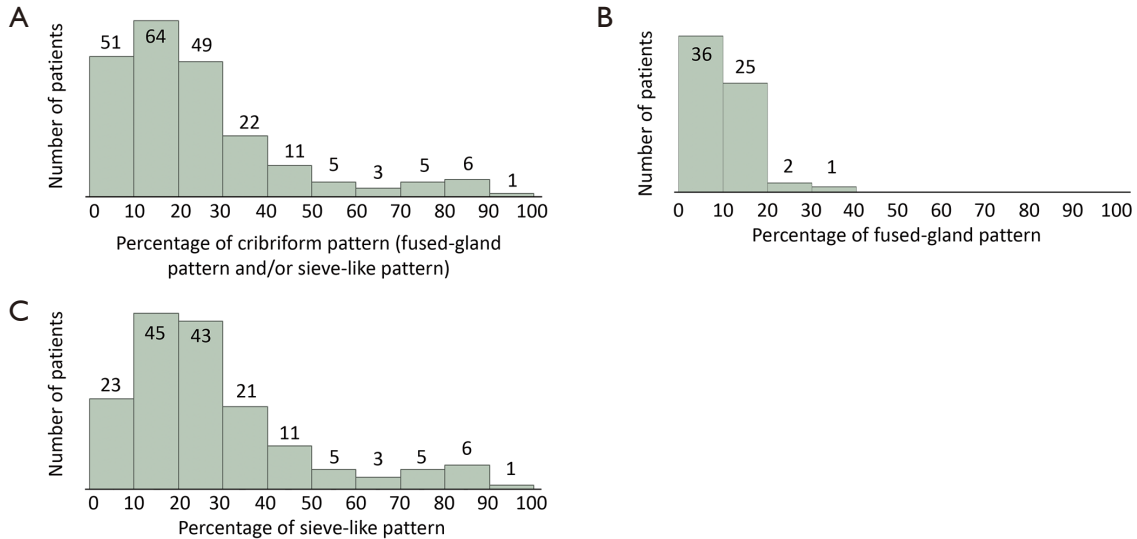 A
Number of patients
51 64 49 22 11 5 3 5 6 1
0 10 20 30 40 50 60 70 80 90 100
Percentage of cribriform pattern (fused-gland
pattern and/or sieve-like pattern)
B
Number of patients
36 25 2 1
0 10 20 30 40 50 60 70 80 90 100
Percentage of fused-gland pattern
C
Number of patients
23 45 43 21 11 5 3 5 6 1
0 10 20 30 40 50 60 70 80 90 100
Percentage of sieve-like pattern